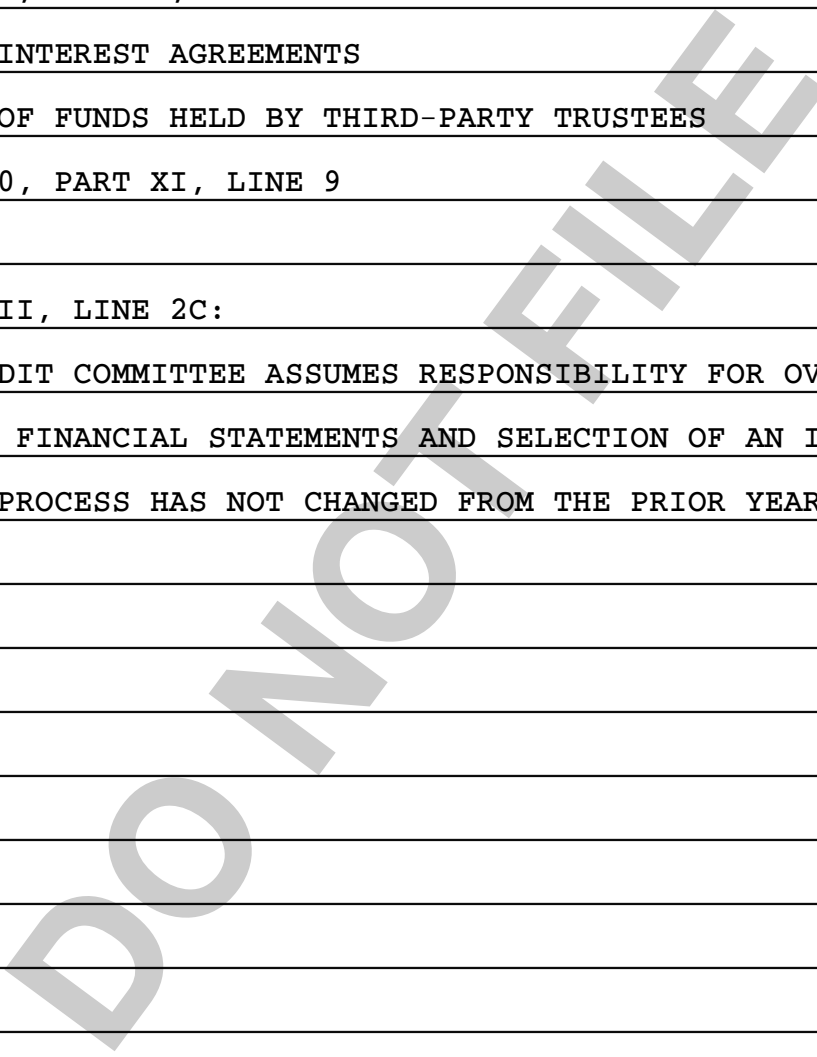 INTEREST AGREEMENTS
OF FUNDS HELD BY THIRD-PARTY TRUSTEES
0, PART XI, LINE 9
II, LINE 2C:
DIT COMMITTEE ASSUMES RESPONSIBILITY FOR OV
FINANCIAL STATEMENTS AND SELECTION OF AN I
PROCESS HAS NOT CHANGED FROM THE PRIOR YEAR
DO NOT FILE